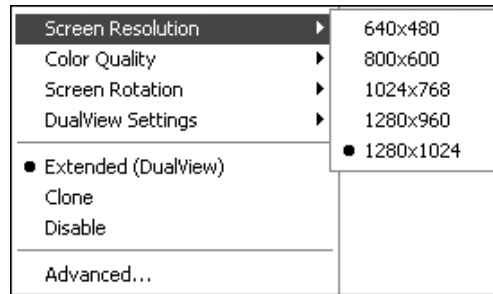 Screen Resolution
Color Quality
Screen Rotation
DualView Settings
Extended (DualView)
Clone
Disable
Advanced...
640x480
800x600
1024x768
1280x960
1280x1024